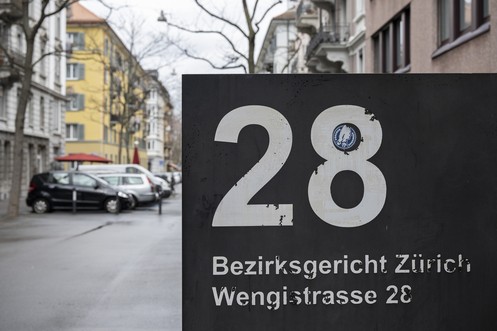 28
Bezirksgericht Zürich
Wengistrasse 28